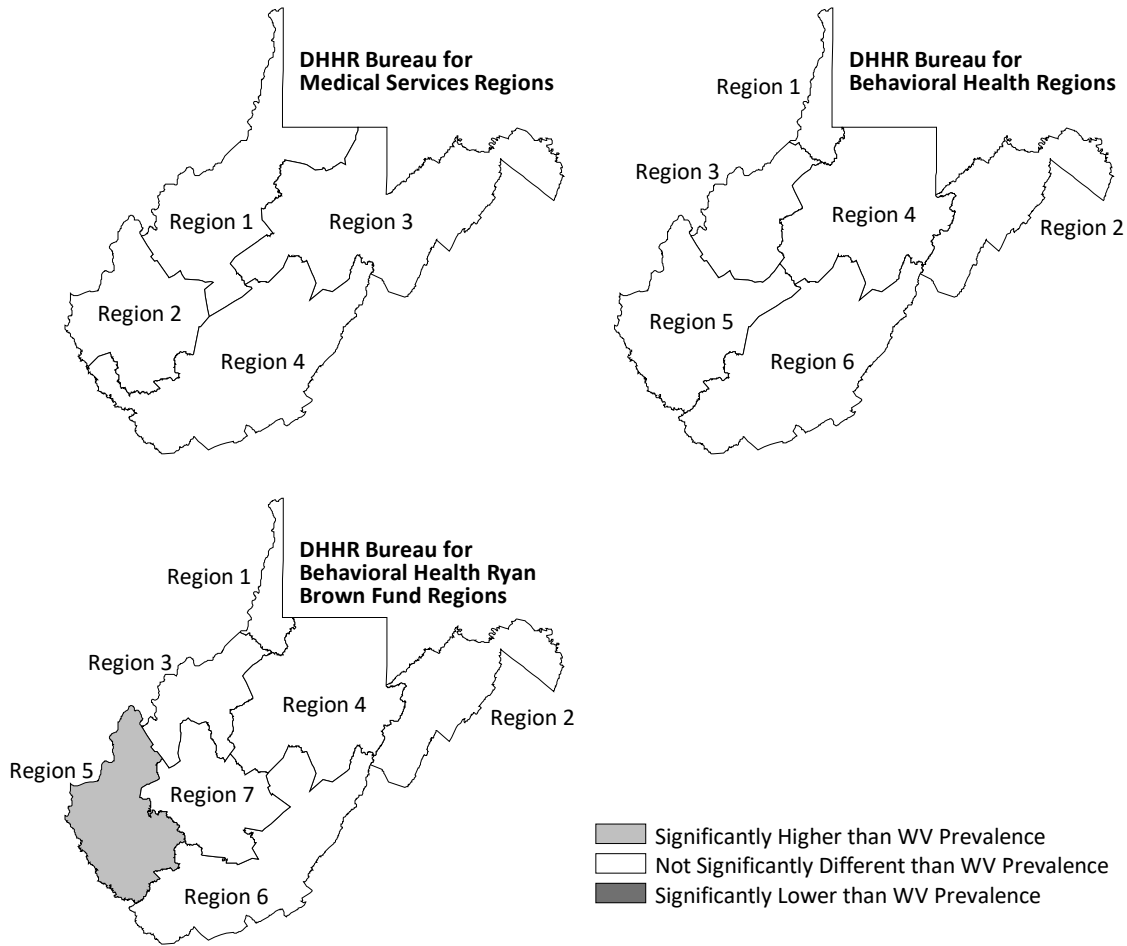 DHHR Bureau for
Medical Services Regions
Region 1
Region 3
Region 2
Region 4
DHHR Bureau for
Behavioral Health Regions
Region 1
Region 3
Region 4
Region 2
Region 5
Region 6
DHHR Bureau for
Behavioral Health Ryan
Brown Fund Regions
Region 1
Region 3
Region 4
Region 2
Region 5
Region 7
Region 6
Significantly Higher than WV Prevalence
Not Significantly Different than WV Prevalence
Significantly Lower than WV Prevalence